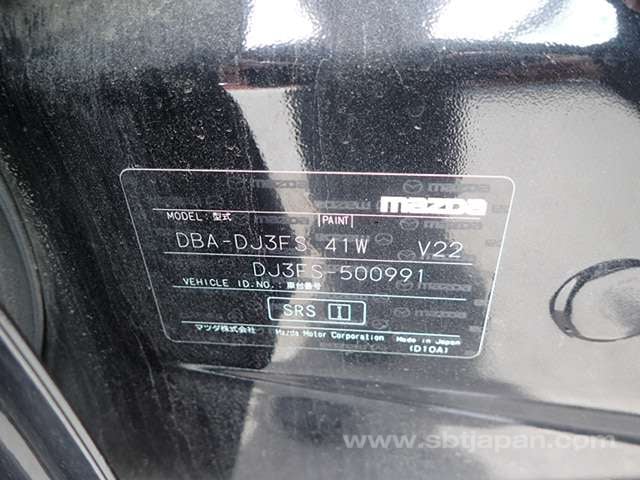 mazda
MODEL: 型式 PAINT
DBA-DJ3FS 41W V22
DJ3FS-500991
VEHICLE ID.NO.: 車台番号
SRS I
マツダ株式会社 Mazda Motor Corporation Made in Japan
(D10A)
www.sbtjapan.com